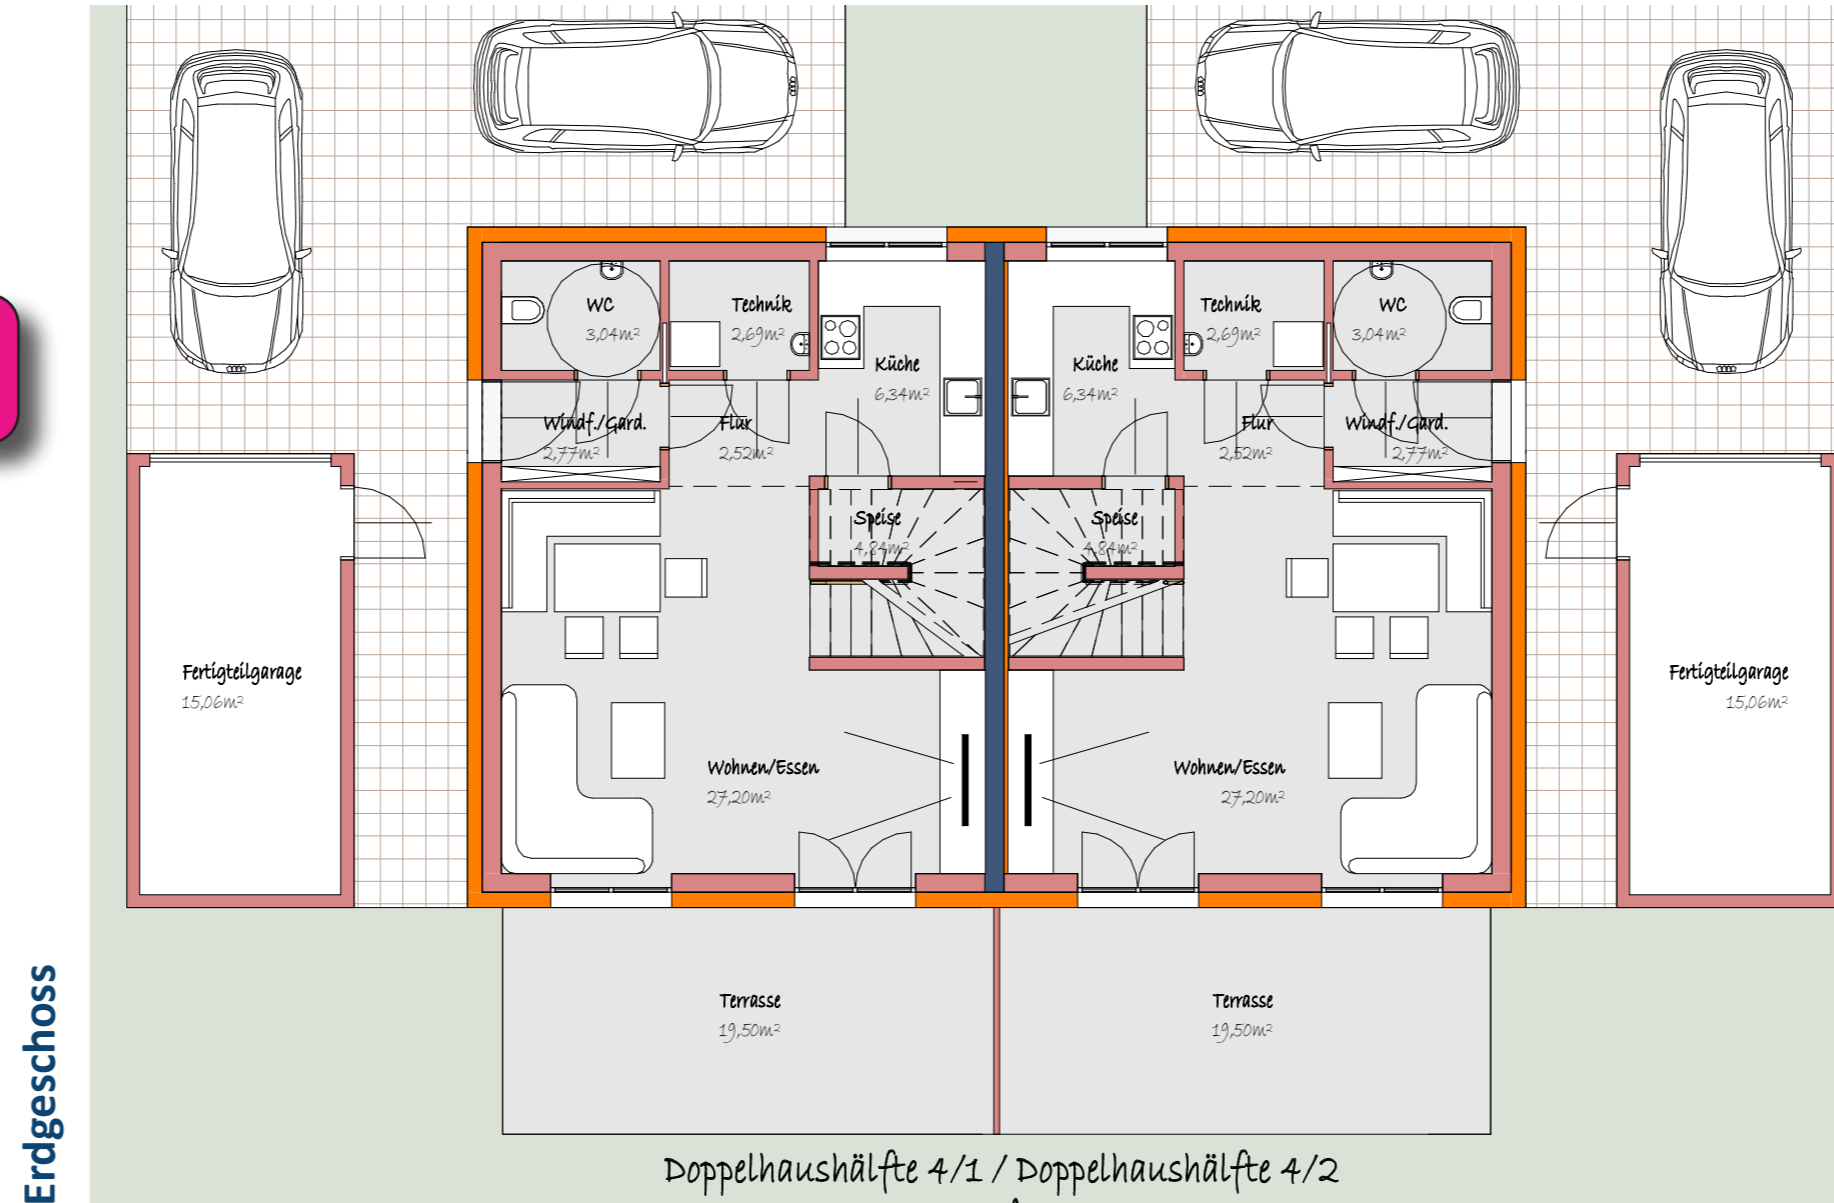 WC
3,04m²
Technik
2,69m²
Küche
6,34m²
Windf./Gard.
2,77m²
Flur
2,52m²
Speise
4,84m²
Wohnen/Essen
27,20m²
Fertigteilgarage
15,06m²
Terrasse
19,50m²
Technik
2,69m²
WC
3,04m²
Küche
6,34m²
Flur
2,52m²
Windf./Gard.
2,77m²
Speise
4,84m²
Wohnen/Essen
27,20m²
Fertigteilgarage
15,06m²
Terrasse
19,50m²
Doppelhaushälfte 4/1 / Doppelhaushälfte 4/2
Erdgeschoss